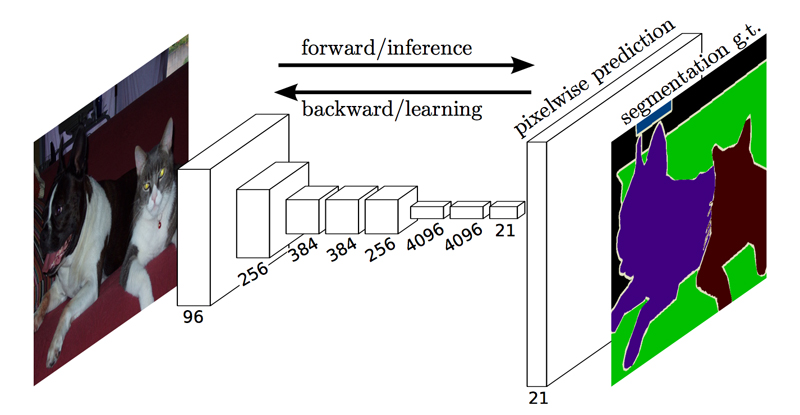 forward/inference
backward/learning
pixelwise prediction
segmentation g.t.
96
256
384
384
256
4096
4096
21
21